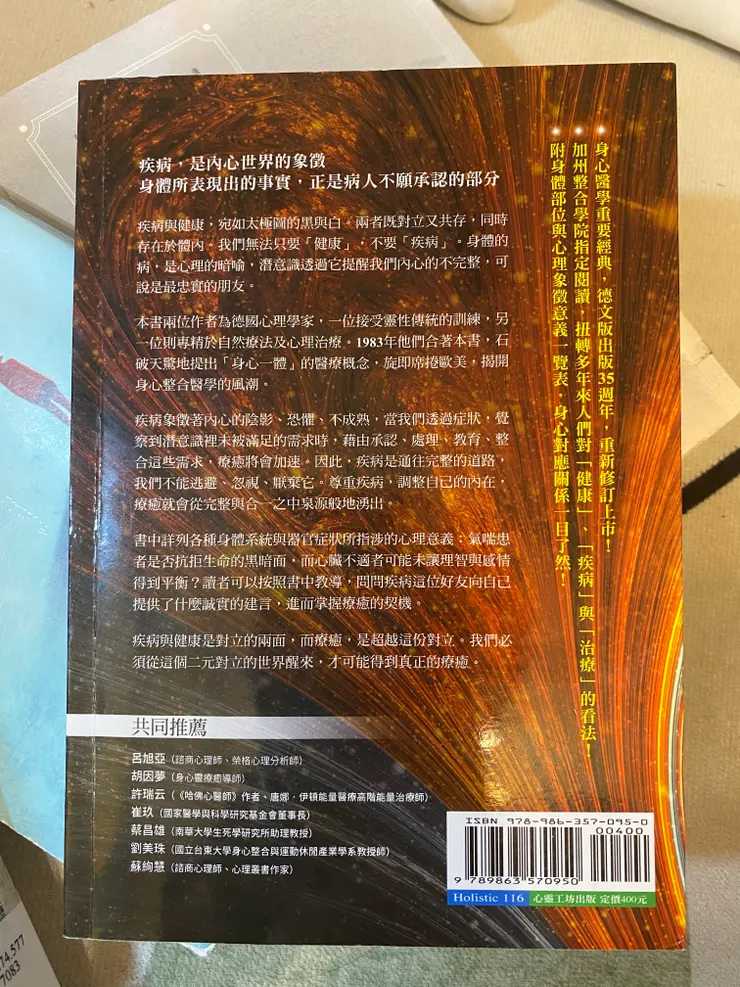 疾病，是內心世界的象徵
身體所表現出的事實，正是病人不願承認的部分
疾病與健康，宛如太極圖的黑與白。兩者既對立又共存，同時
存在於體內。我們無法只要「健康」，不要「疾病」。身體的
病，是心理的暗喻，潛意識透過它提醒我們內心的不完整，可
說是最忠實的朋友。
本書兩位作者為德國心理學家，一位接受靈性傳統的訓練，另
一位則專精於自然療法及心理治療。1983年他們合著本書，石
破天驚地提出「身心一體」的醫療概念，旋即席捲歐美，揭開
身心整合醫學的風潮。
疾病象徵著內心的陰影、恐懼、不成熟，當我們透過症狀，覺
察到潛意識裡未被滿足的需求時，藉由承認、處理、教育、整
合這些需求，療癒將會加速。因此，疾病是通往完整的道路，
我們不能逃避、忽視、厭棄它。尊重疾病，調整自己的內在，
療癒就會從完整與合一之中泉源般地湧出。
書中詳列各種身體系統與器官症狀所指涉的心理意義：氣喘患
者是否抗拒生命的黑暗面，而心臟不適者可能未讓理智與感情
得到平衡？讀者可以按照書中教導，問問疾病這位好友向自己
提供了什麼誠實的建言，進而掌握療癒的契機。
疾病與健康是對立的兩面，而療癒，是超越這份對立。我們必
須從這個二元對立的世界醒來，才可能得到真正的療癒。
● 身心醫學重要經典，德文版出版35週年，重新修訂上市！
● 加州整合學院指定閱讀，扭轉多年來人們對「健康」、「疾病」與「治療」的看法！
● 附身體部位與心理象徵意義一覽表，身心對應關係一目了然！
共同推薦
呂旭亞（諮商心理師、榮格心理分析師）
胡因夢（身心靈療癒導師）
許瑞云（《哈佛心醫師》作者、唐娜．伊頓能量醫療高階能量治療師）
崔玖（國家醫學與科學研究基金會董事長）
蔡昌雄（南華大學生死學研究所助理教授）
劉美珠（國立台東大學身心整合與運動休閒產業學系教授師）
蘇絢慧（諮商心理師、心理叢書作家）
ISBN 978-986-357-095-0
00400
9 789863 570950
Holistic 116 心靈工坊出版 定價400元
74.577
7083